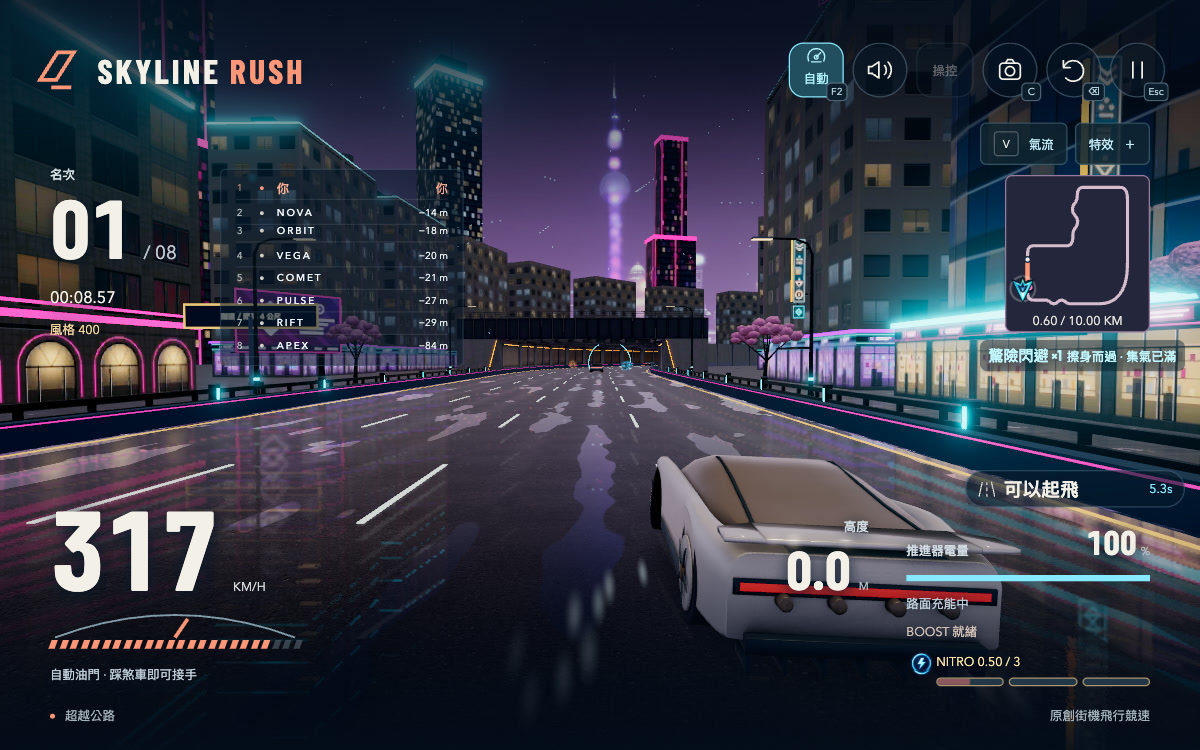 SKYLINE RUSH
自動
F2
操控
C
⌫
Esc
V 氣流
特效 +
名次
01 / 08
00:08.57
風格 400
1 • 你 你
2 • NOVA −14 m
3 • ORBIT −18 m
4 • VEGA −20 m
5 • COMET −21 m
6 • PULSE −27 m
7 • RIFT −29 m
8 • APEX −84 m
0.60 / 10.00 KM
驚險閃避 ×1 擦身而過 · 集氣已滿
可以起飛 5.3s
317 KM/H
高度
0.0 M
推進器電量 100 %
路面充能中
BOOST 就緒
NITRO 0.50 / 3
自動油門 · 踩煞車即可接手
• 超越公路
原創街機飛行競速